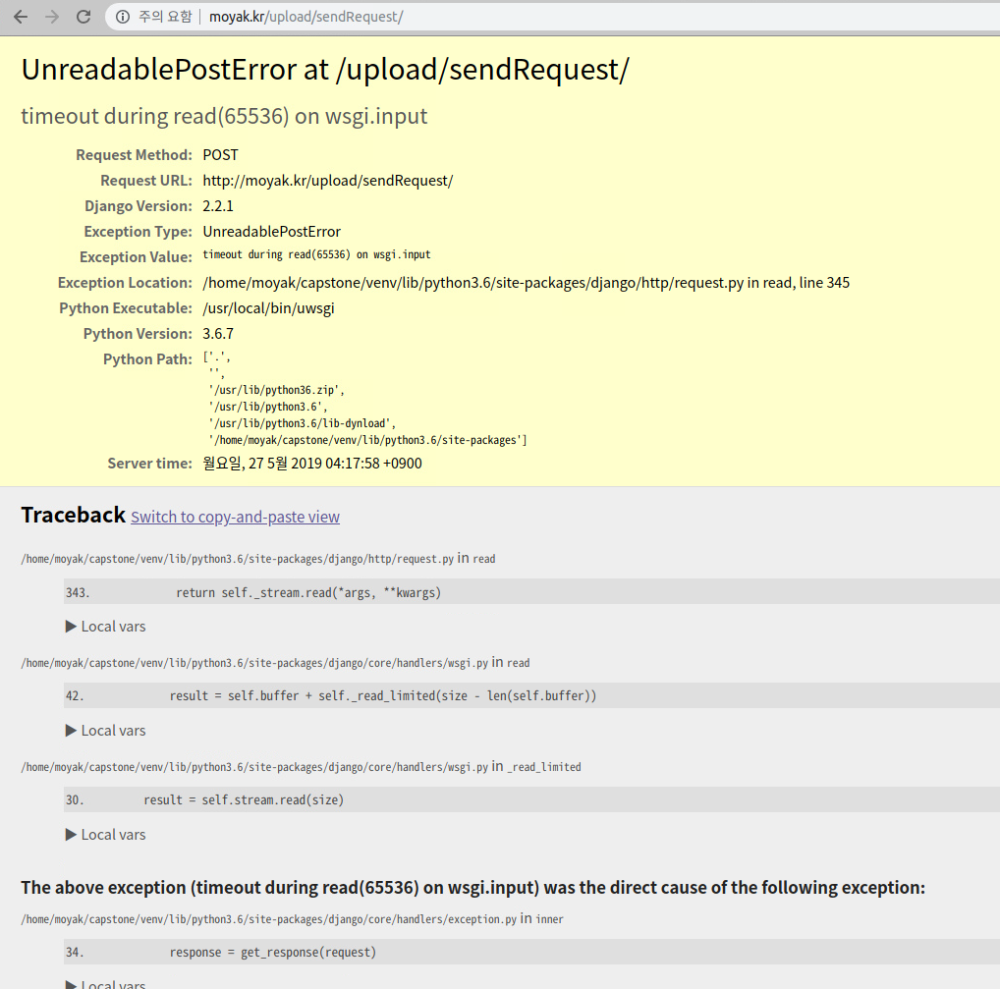 주의 요함 moyak.kr/upload/sendRequest/
UnreadablePostError at /upload/sendRequest/
timeout during read(65536) on wsgi.input
Request Method: POST
Request URL: http://moyak.kr/upload/sendRequest/
Django Version: 2.2.1
Exception Type: UnreadablePostError
Exception Value: timeout during read(65536) on wsgi.input
Exception Location: /home/moyak/capstone/venv/lib/python3.6/site-packages/django/http/request.py in read, line 345
Python Executable: /usr/local/bin/uwsgi
Python Version: 3.6.7
Python Path: ['.',
'',
'/usr/lib/python36.zip',
'/usr/lib/python3.6',
'/usr/lib/python3.6/lib-dynload',
'/home/moyak/capstone/venv/lib/python3.6/site-packages']
Server time: 월요일, 27 5월 2019 04:17:58 +0900
Traceback Switch to copy-and-paste view
/home/moyak/capstone/venv/lib/python3.6/site-packages/django/http/request.py in read
343. return self._stream.read(*args, **kwargs)
▶ Local vars
/home/moyak/capstone/venv/lib/python3.6/site-packages/django/core/handlers/wsgi.py in read
42. result = self.buffer + self._read_limited(size - len(self.buffer))
▶ Local vars
/home/moyak/capstone/venv/lib/python3.6/site-packages/django/core/handlers/wsgi.py in _read_limited
30. result = self.stream.read(size)
▶ Local vars
The above exception (timeout during read(65536) on wsgi.input) was the direct cause of the following exception:
/home/moyak/capstone/venv/lib/python3.6/site-packages/django/core/handlers/exception.py in inner
34. response = get_response(request)
▶ Local vars